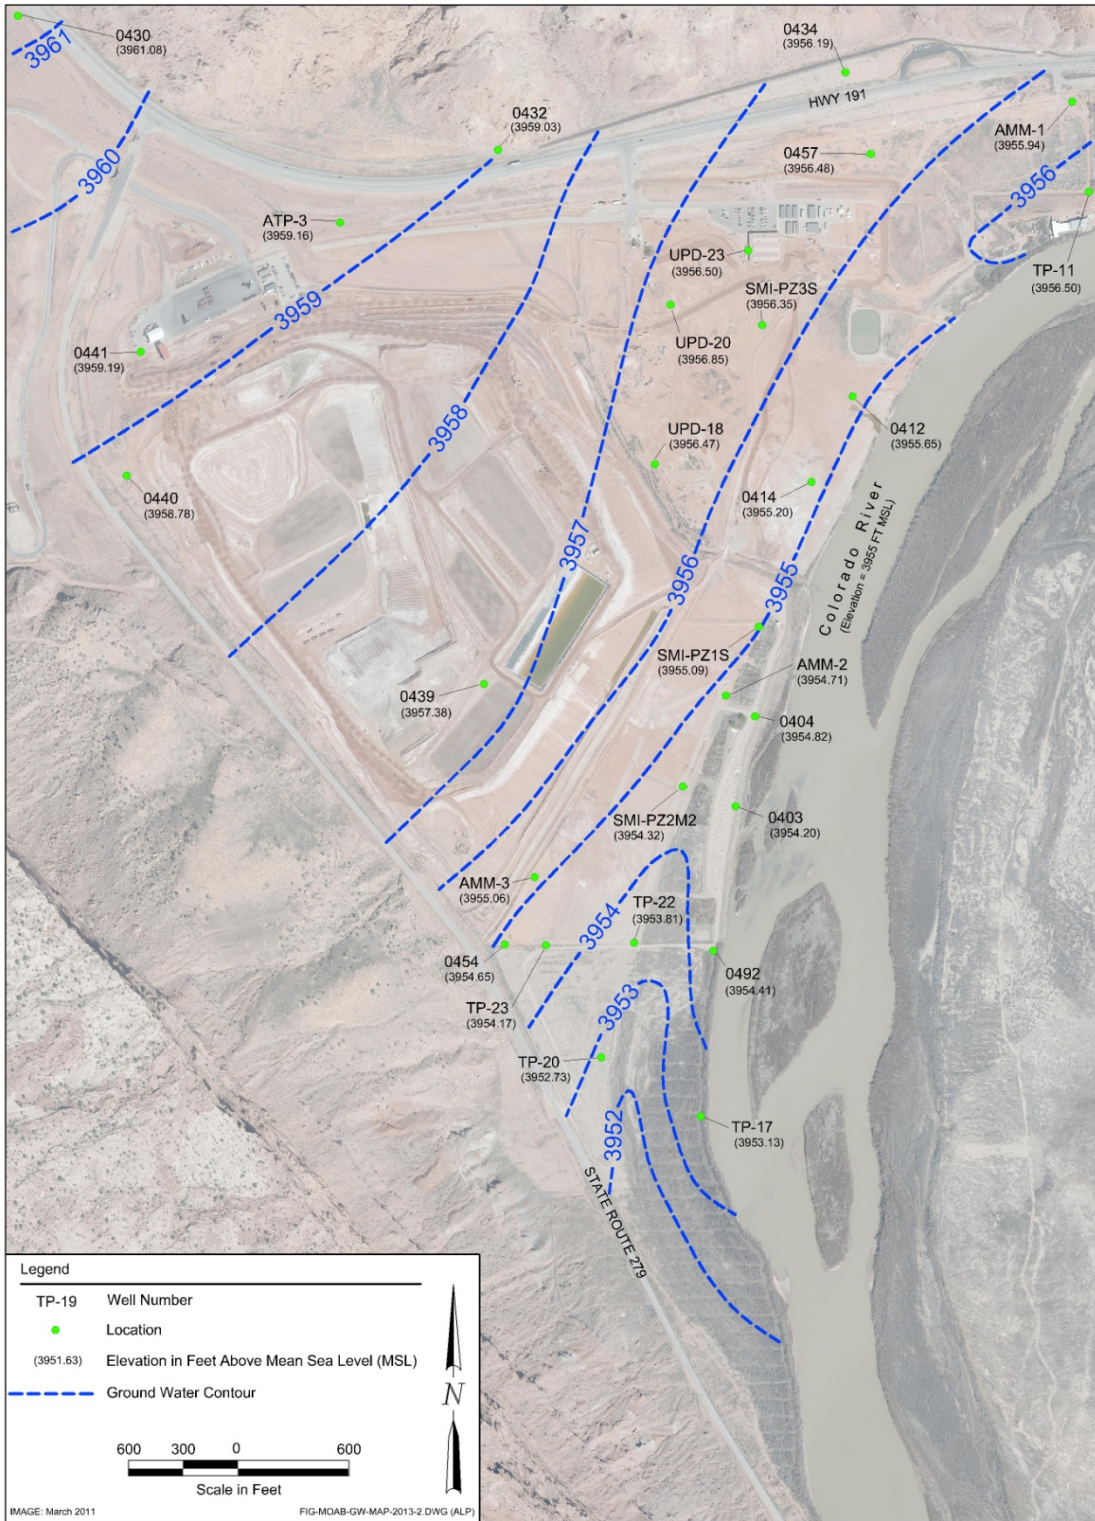 0430
(3961.08)
3961
0434
(3956.19)
HWY 191
0432
(3959.03)
AMM-1
(3955.94)
0457
(3956.48)
3960
3956
ATP-3
(3959.16)
UPD-23
(3956.50)
TP-11
(3956.50)
SMI-PZ3S
(3956.35)
3959
UPD-20
(3956.85)
0441
(3959.19)
3958
UPD-18
(3956.47)
0412
(3955.65)
0440
(3958.78)
0414
(3955.20)
Colorado River
(Elevation = 3955 FT MSL)
3957
3956
3955
SMI-PZ1S
(3955.09)
AMM-2
(3954.71)
0439
(3957.38)
0404
(3954.82)
SMI-PZ2M2
(3954.32)
0403
(3954.20)
AMM-3
(3955.06)
TP-22
(3953.81)
3954
0454
(3954.65)
0492
(3954.41)
TP-23
(3954.17)
3953
TP-20
(3952.73)
3952
TP-17
(3953.13)
STATE ROUTE 279
Legend
TP-19 Well Number
Location
(3951.63) Elevation in Feet Above Mean Sea Level (MSL)
Ground Water Contour
N
600 300 0 600
Scale in Feet
IMAGE: March 2011 FIG-MOAB-GW-MAP-2013-2.DWG (ALP)